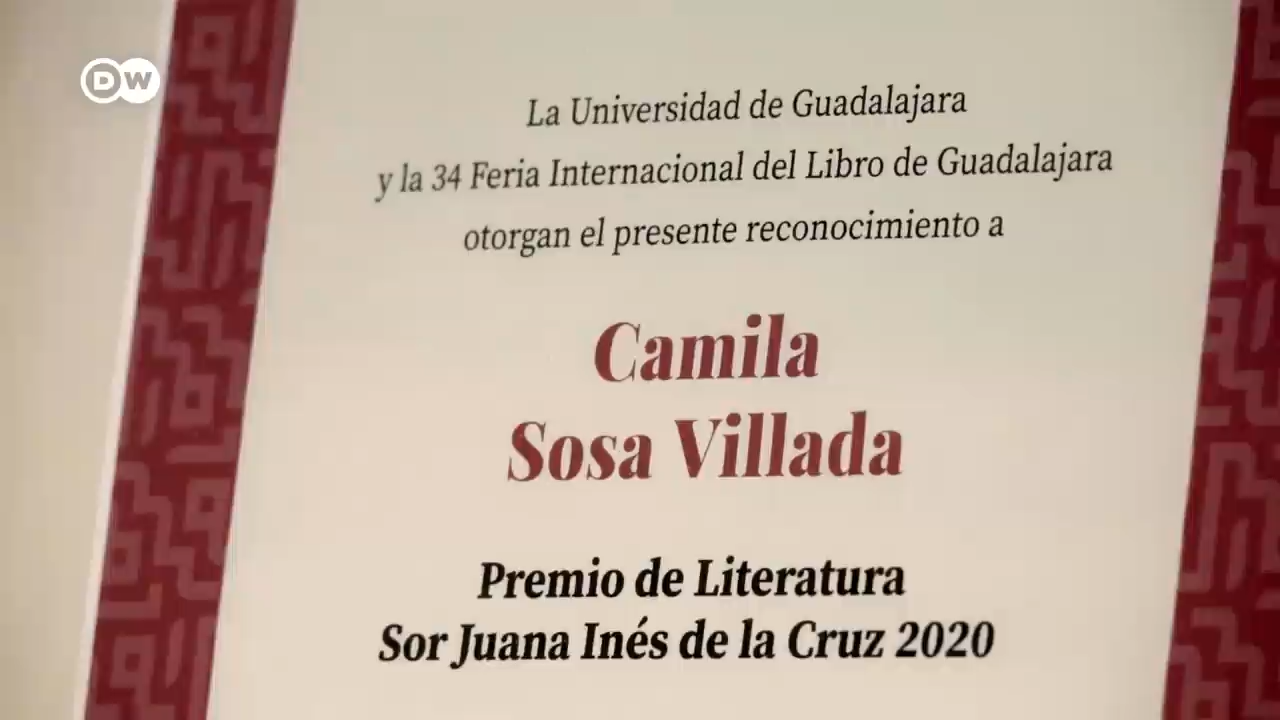 DW
La Universidad de Guadalajara
y la 34 Feria Internacional del Libro de Guadalajara
otorgan el presente reconocimiento a
Camila
Sosa Villada
Premio de Literatura
Sor Juana Inés de la Cruz 2020